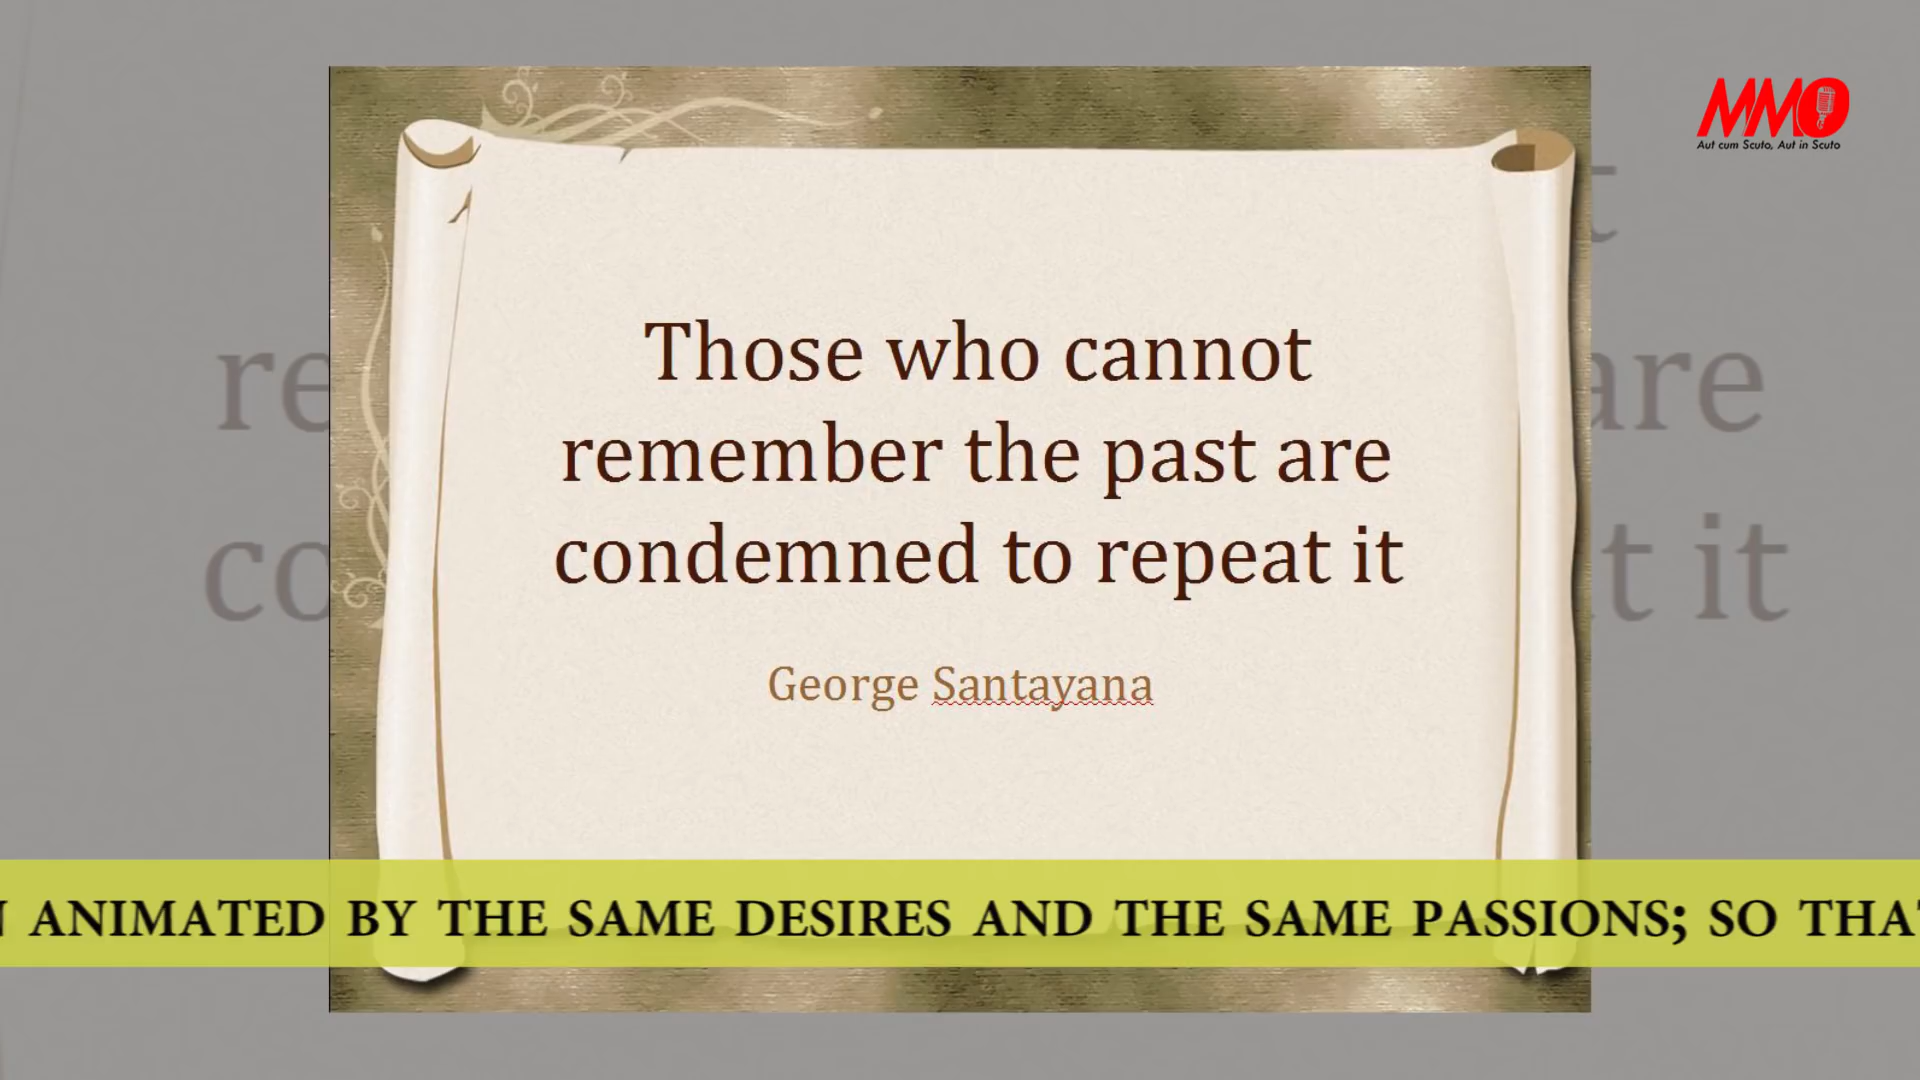 MMO
Aut cum Scuto, Aut in Scuto
Those who cannot
remember the past are
condemned to repeat it
George Santayana
ANIMATED BY THE SAME DESIRES AND THE SAME PASSIONS; SO